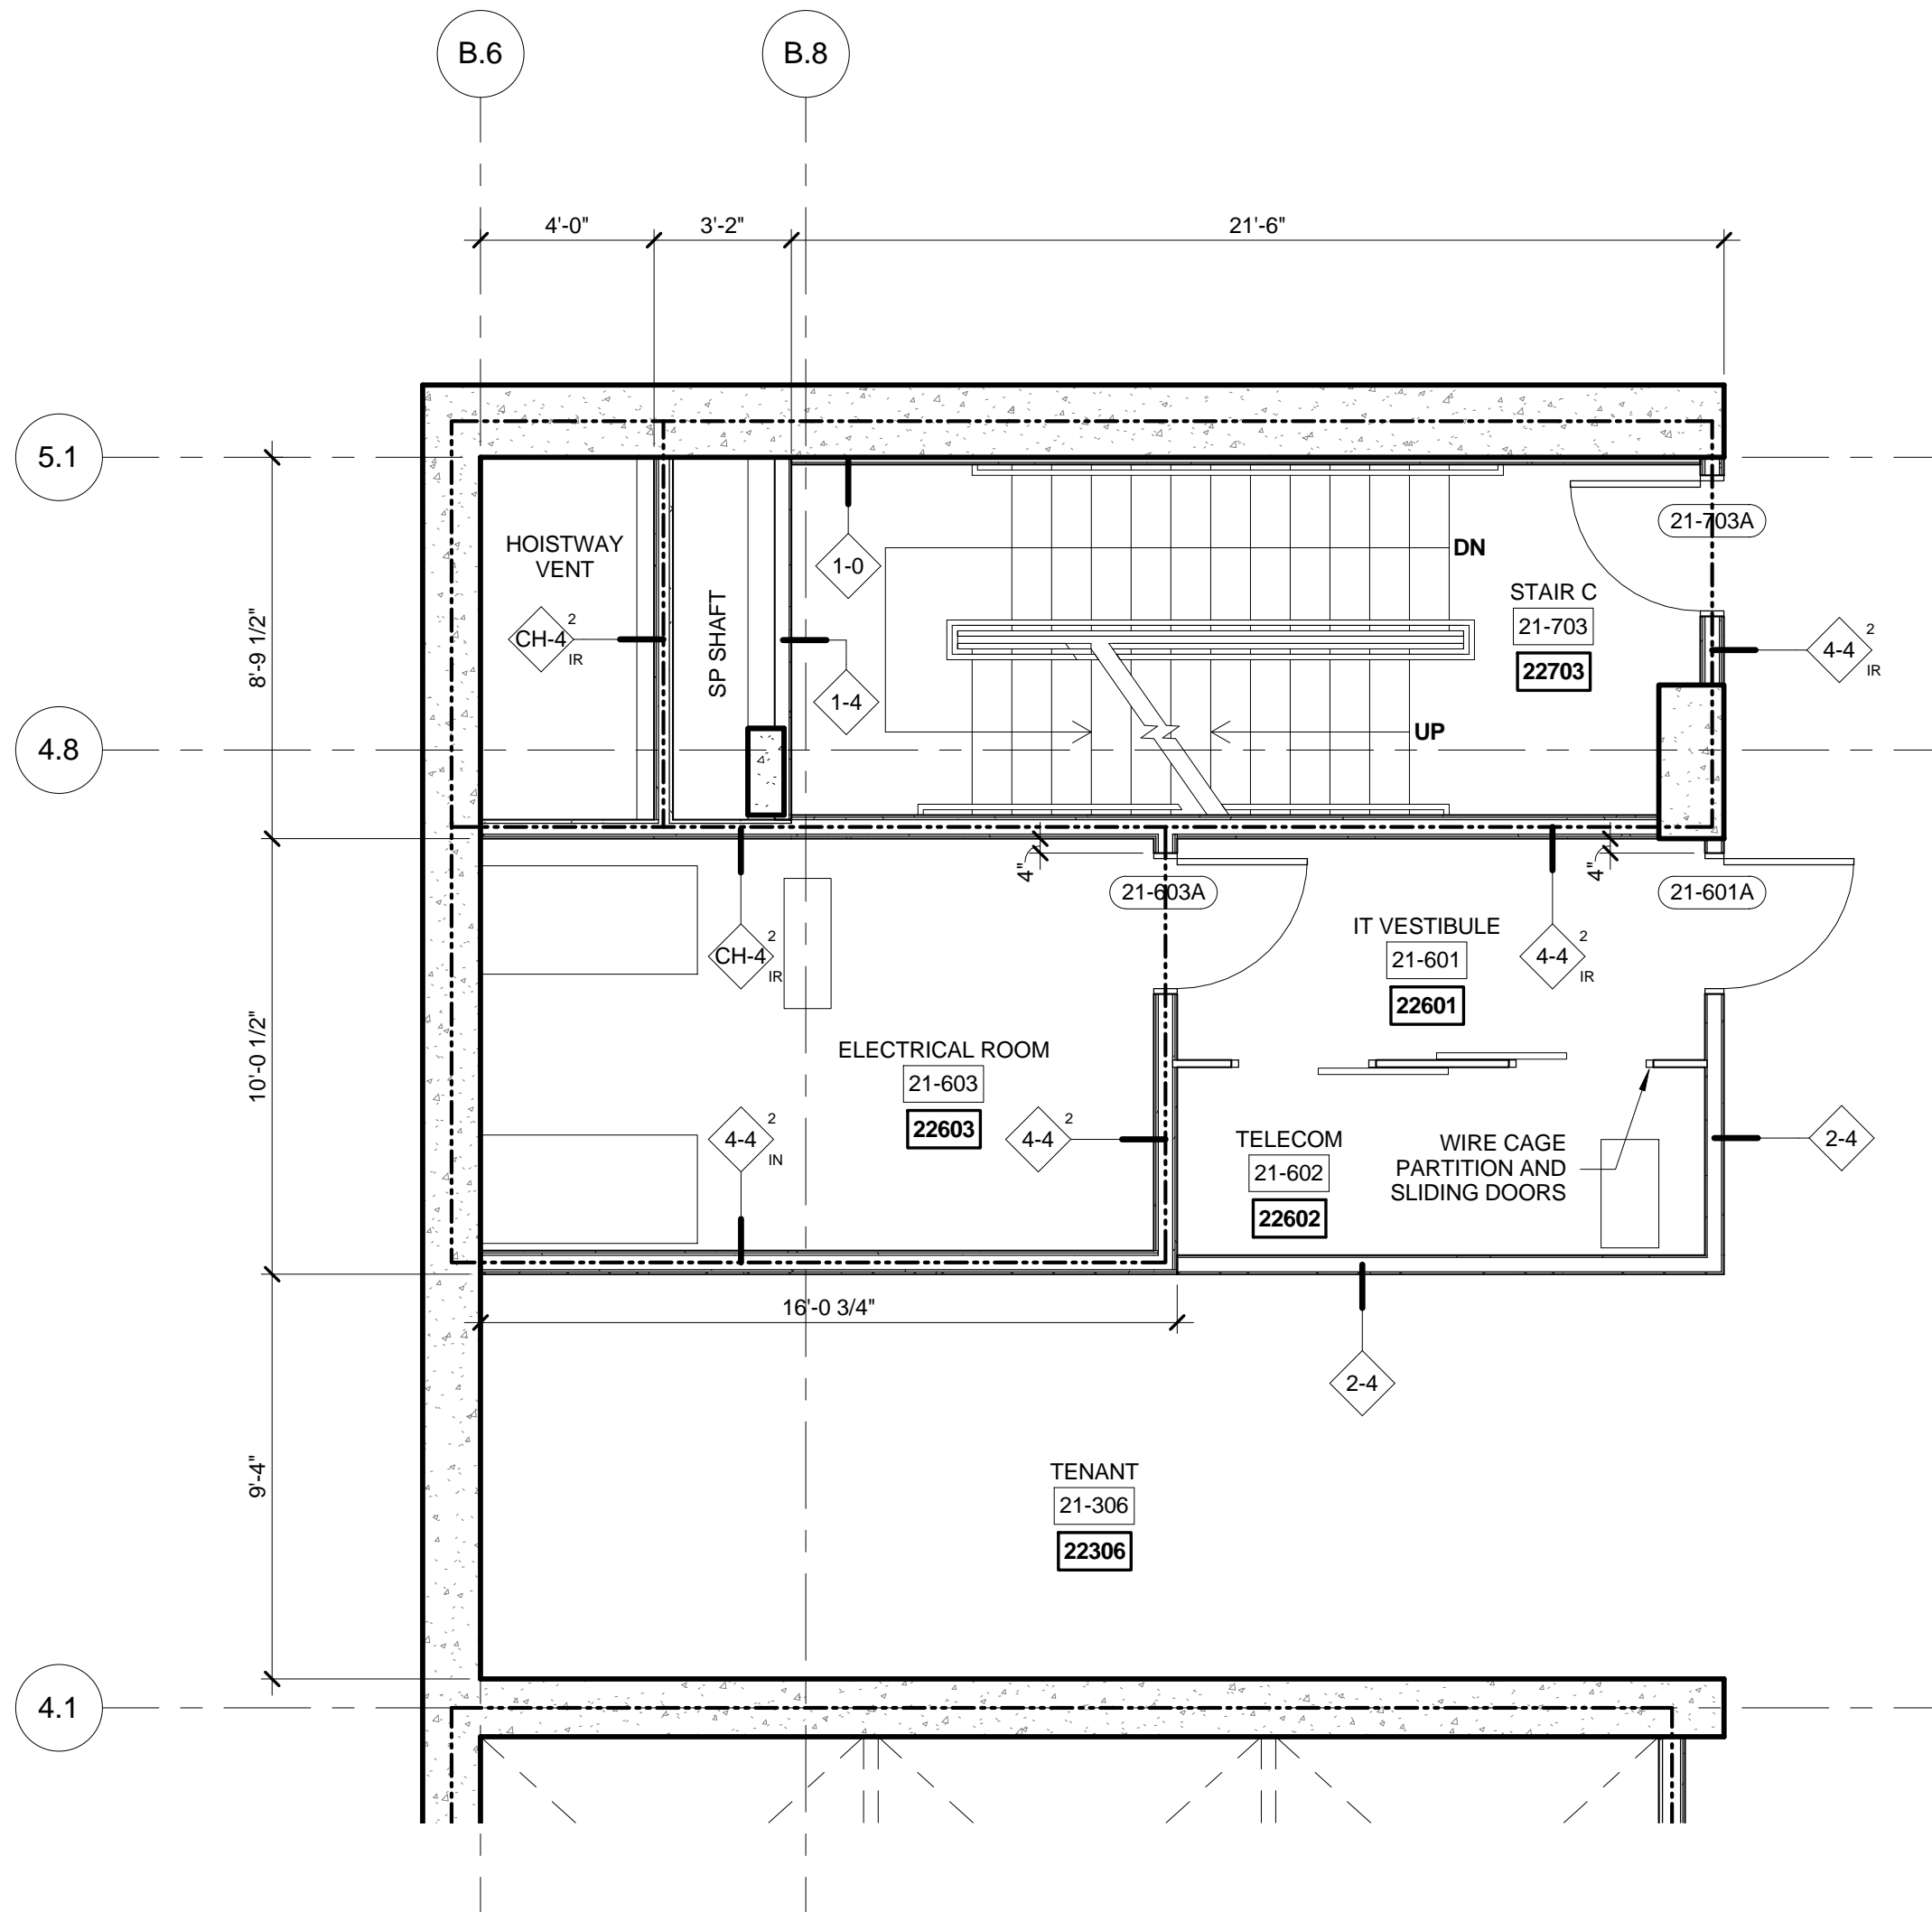 B.6
B.8
4'-0"
3'-2"
21'-6"
5.1
4.8
4.1
8'-9 1/2"
10'-0 1/2"
9'-4"
HOISTWAY
VENT
CH-4
2
IR
SP SHAFT
1-0
1-4
DN
UP
STAIR C
21-703
22703
21-703A
4-4
2
IR
4"
21-603A
4"
21-601A
CH-4
2
IR
IT VESTIBULE
21-601
22601
4-4
2
IR
ELECTRICAL ROOM
21-603
22603
4-4
2
IN
4-4
2
TELECOM
21-602
22602
WIRE CAGE
PARTITION AND
SLIDING DOORS
2-4
16'-0 3/4"
2-4
TENANT
21-306
22306